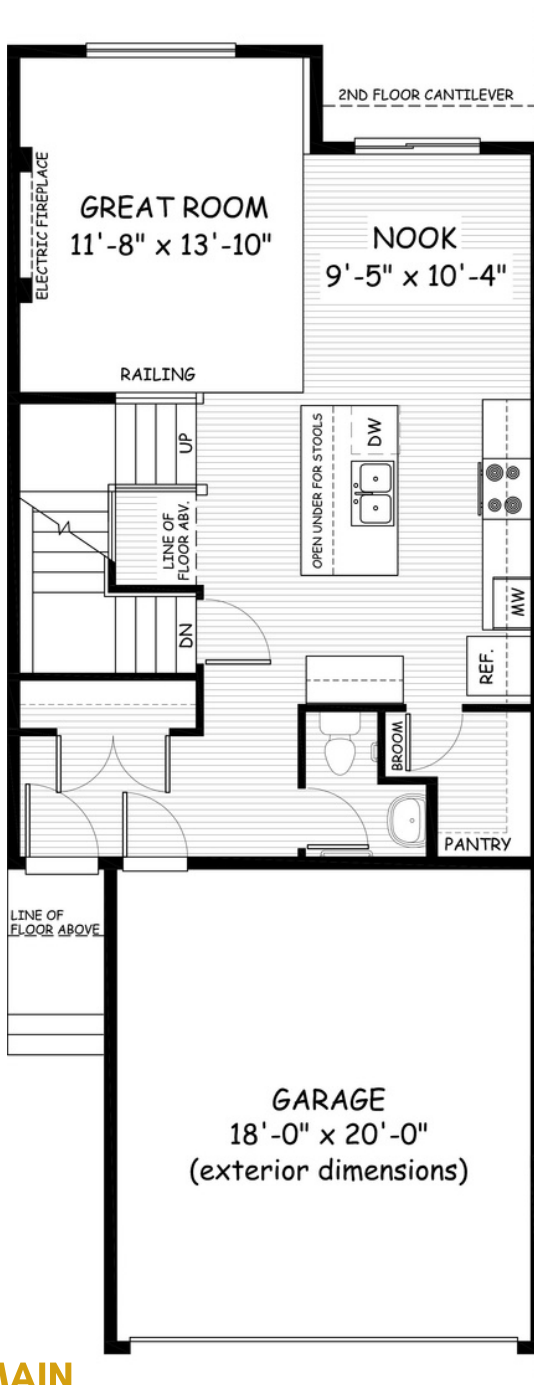 2ND FLOOR CANTILEVER
ELECTRIC FIREPLACE
GREAT ROOM
11'-8" x 13'-10"
NOOK
9'-5" x 10'-4"
RAILING
UP
OPEN UNDER FOR STOOLS
DW
LINE OF
FLOOR ABV.
MW
DN
REF.
BROOM
PANTRY
LINE OF
FLOOR ABOVE
GARAGE
18'-0" x 20'-0"
(exterior dimensions)
MAIN